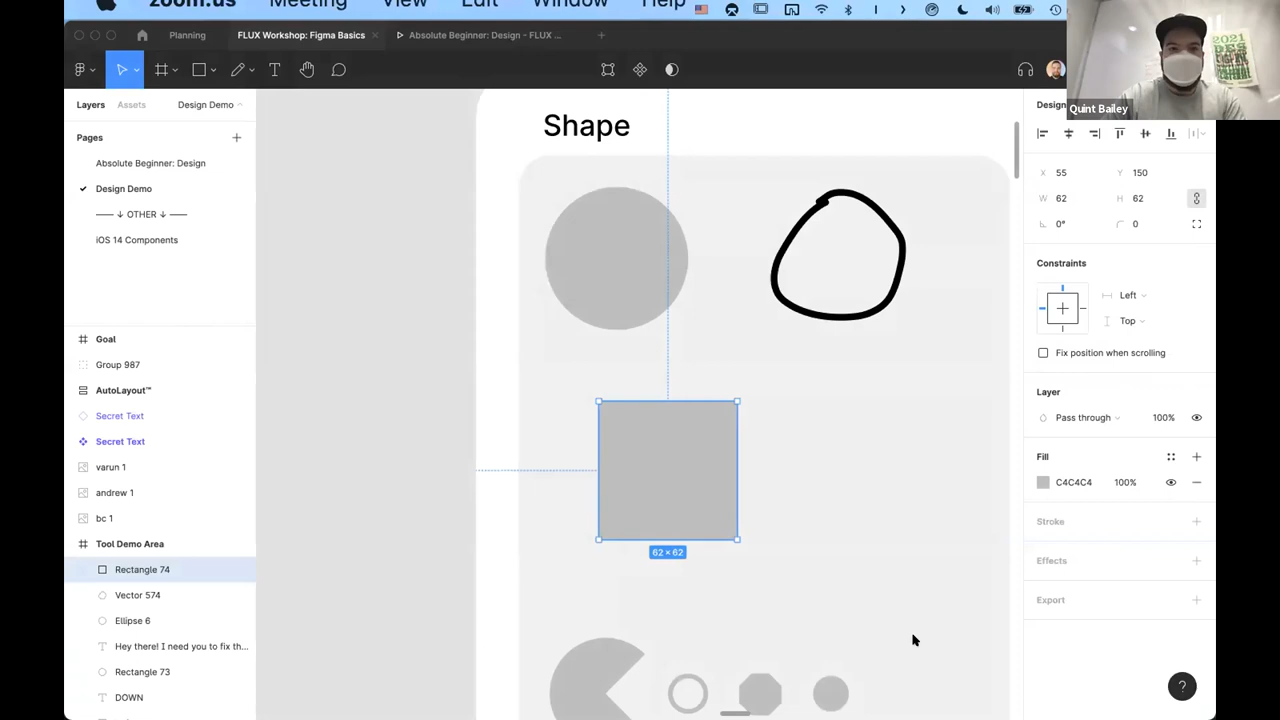 zoom.us Meeting View Edit Window Help
Planning
FLUX Workshop: Figma Basics
Absolute Beginner: Design - FLUX ...
Quint Bailey
Layers Assets Design Demo
Pages
Absolute Beginner: Design
Design Demo
↓ OTHER ↓
iOS 14 Components
Goal
Group 987
AutoLayout™
Secret Text
Secret Text
varun 1
andrew 1
bc 1
Tool Demo Area
Rectangle 74
Vector 574
Ellipse 6
Hey there! I need you to fix th...
Rectangle 73
DOWN
Shape
62 × 62
Design
X 55 Y 150
W 62 H 62
0° 0
Constraints
Left
Top
Fix position when scrolling
Layer
Pass through 100%
Fill
C4C4C4 100%
Stroke
Effects
Export
?
2021